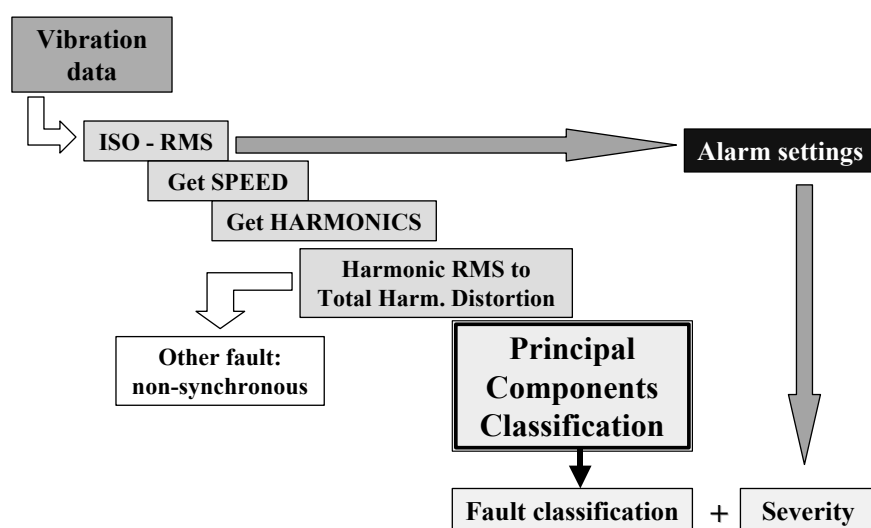 Vibration
data
ISO - RMS
Alarm settings
Get SPEED
Get HARMONICS
Harmonic RMS to
Total Harm. Distortion
Other fault:
non-synchronous
Principal
Components
Classification
Fault classification + Severity